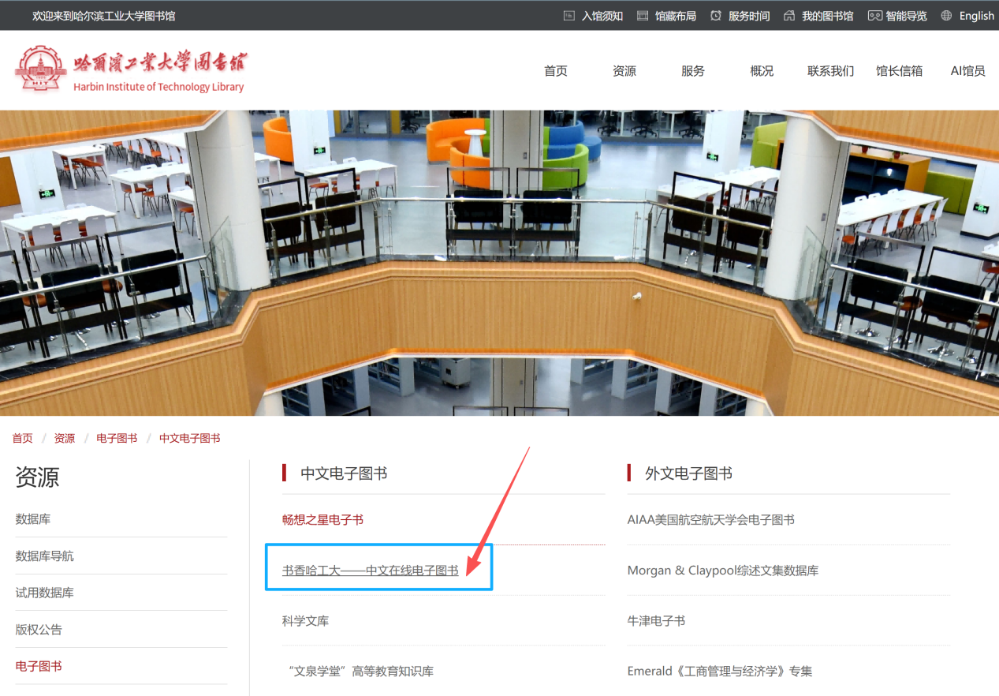 欢迎来到哈尔滨工业大学图书馆
入馆须知 馆藏布局 服务时间 我的图书馆 智能导览 English
哈尔滨工业大学图书馆
Harbin Institute of Technology Library
HIT
首页 资源 服务 概况 联系我们 馆长信箱 AI馆员
首页 / 资源 / 电子图书 / 中文电子图书
资源
数据库
数据库导航
试用数据库
版权公告
电子图书
中文电子图书
畅想之星电子书
书香哈工大——中文在线电子图书
科学文库
“文泉学堂”高等教育知识库
外文电子图书
AIAA美国航空航天学会电子图书
Morgan & Claypool综述文集数据库
牛津电子书
Emerald《工商管理与经济学》专集